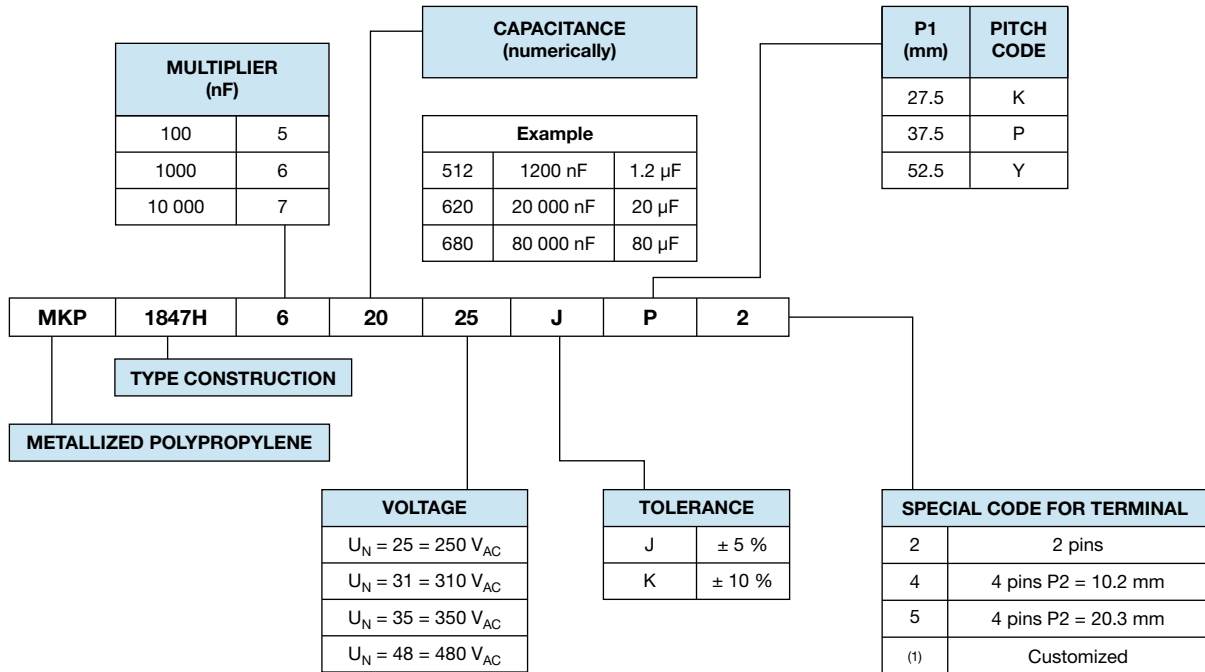 CAPACITANCE
(numerically)
P1
(mm)
PITCH
CODE
27.5 K
37.5 P
52.5 Y
MULTIPLIER
(nF)
100 5
1000 6
10 000 7
Example
512 1200 nF 1.2 µF
620 20 000 nF 20 µF
680 80 000 nF 80 µF
MKP 1847H 6 20 25 J P 2
TYPE CONSTRUCTION
METALLIZED POLYPROPYLENE
VOLTAGE
U_N = 25 = 250 V_AC
U_N = 31 = 310 V_AC
U_N = 35 = 350 V_AC
U_N = 48 = 480 V_AC
TOLERANCE
J ± 5 %
K ± 10 %
SPECIAL CODE FOR TERMINAL
2 2 pins
4 4 pins P2 = 10.2 mm
5 4 pins P2 = 20.3 mm
(1) Customized